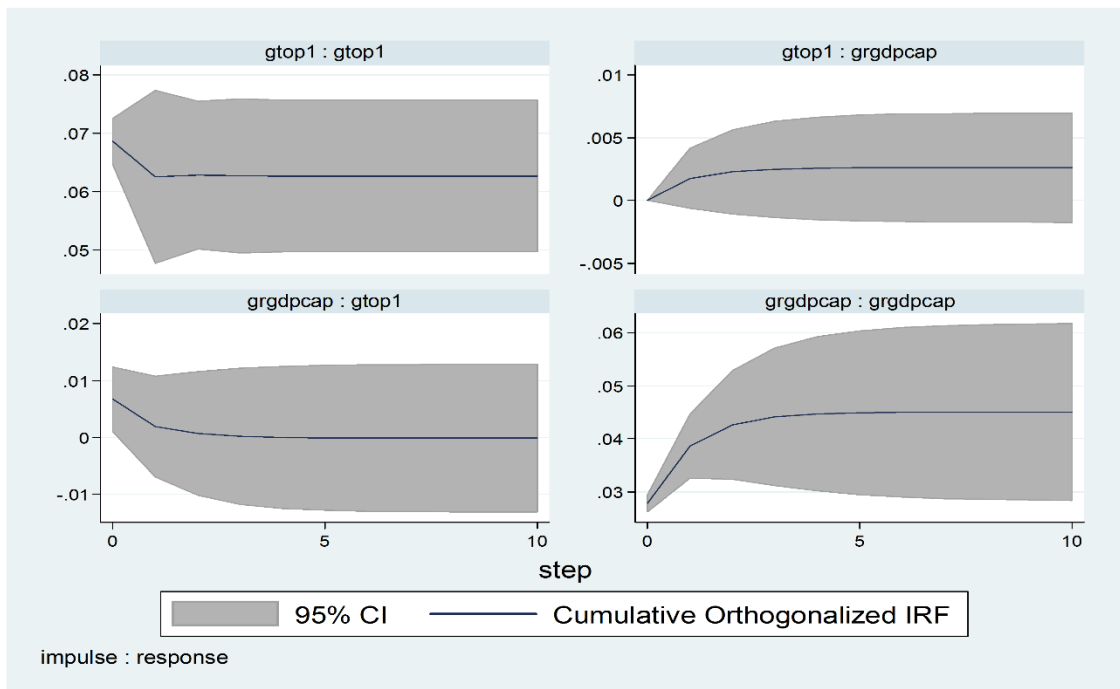 gtop1 : gtop1
.08
.07
.06
.05
gtop1 : grgdpcap
.01
.005
0
-.005
grgdpcap : gtop1
.02
.01
0
-.01
0
5
10
grgdpcap : grgdpcap
.06
.05
.04
.03
0
5
10
step
95% CI
Cumulative Orthogonalized IRF
impulse : response